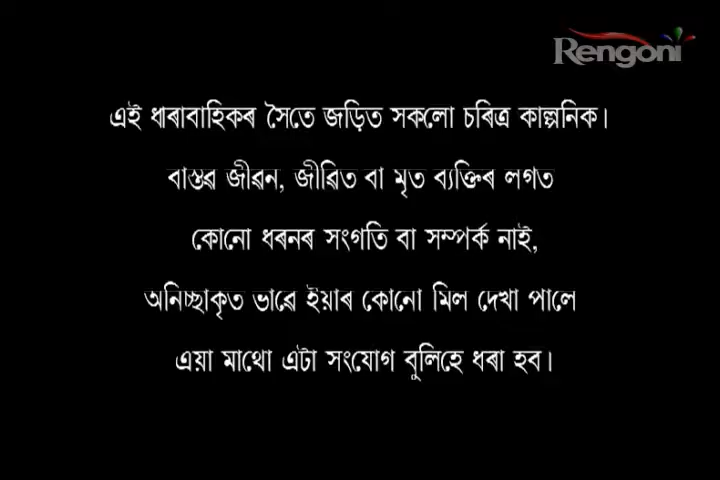 Rengoni
এই ধাৰাবাহিকৰ সৈতে জড়িত সকলো চৰিত্ৰ কাল্পনিক।
বাস্তৱ জীৱন, জীৱিত বা মৃত ব্যক্তিৰ লগত
কোনো ধৰনৰ সংগতি বা সম্পৰ্ক নাই,
অনিচ্ছাকৃত ভাৱে ইয়াৰ কোনো মিল দেখা পালে
এয়া মাথো এটা সংযোগ বুলিহে ধৰা হব।